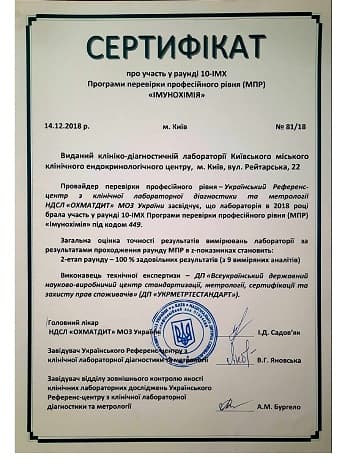 СЕРТИФІКАТ
про участь у раунді 10-ІМХ
Програми перевірки професійного рівня (МПР)
«ІМУНОХІМІЯ»
14.12.2018 р. м. Київ № 81/18
Виданий клініко-діагностичній лабораторії Київського міського
клінічного ендокринологічного центру, м. Київ, вул. Рейтарська, 22
Провайдер перевірки професійного рівня – Український Референс-
центр з клінічної лабораторної діагностики та метрології
НДСЛ «ОХМАТДИТ» МОЗ України засвідчує, що лабораторія в 2018 році
брала участь у раунді 10-ІМХ Програми перевірки професійного рівня (МПР)
«Імунохімія» під кодом 449.
Загальна оцінка точності результатів вимірювань лабораторії за
результатами проходження раунду МПР в z-показниках становить:
2-етап раунду – 100 % задовільних результатів (з 9 вимірянних аналітів)
Виконавець технічної експертизи – ДП «Всеукраїнський державний
науково-виробничий центр стандартизації, метрології, сертифікації та
захисту прав споживачів» (ДП «УКРМЕТРТЕСТАНДАРТ»).
Головний лікар
НДСЛ «ОХМАТДИТ» МОЗ України І.Д. Садов'як
Завідувач Українського Референс-центру з
клінічної лабораторної діагностики та метрології В.Г. Яновська
Завідувач відділу зовнішнього контролю якості
клінічних лабораторних досліджень Українського
Референс-центру з клінічної лабораторної
діагностики та метрології А.М. Бургело